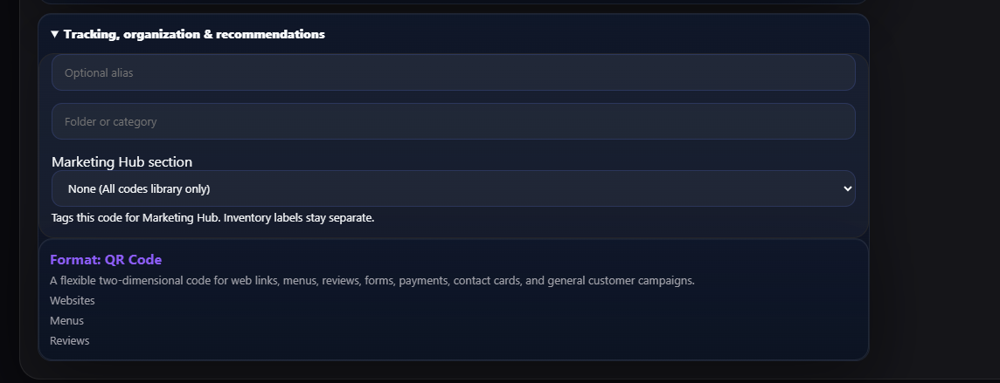 ▼ Tracking, organization & recommendations
Optional alias
Folder or category
Marketing Hub section
None (All codes library only)
Tags this code for Marketing Hub. Inventory labels stay separate.
Format: QR Code
A flexible two-dimensional code for web links, menus, reviews, forms, payments, contact cards, and general customer campaigns.
Websites
Menus
Reviews